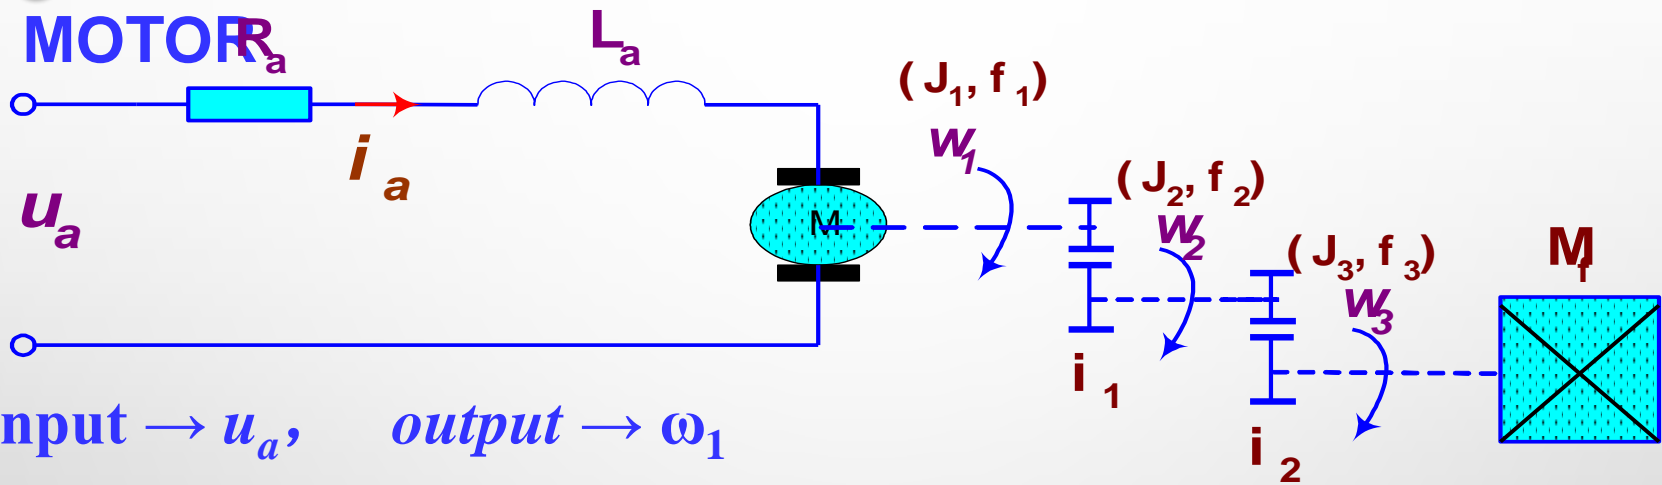 MOTOR
Ra
La
ia
ua
M
(J1, f1)
w1
(J2, f2)
w2
(J3, f3)
w3
Mf
i1
i2
nput → ua, output → ω1